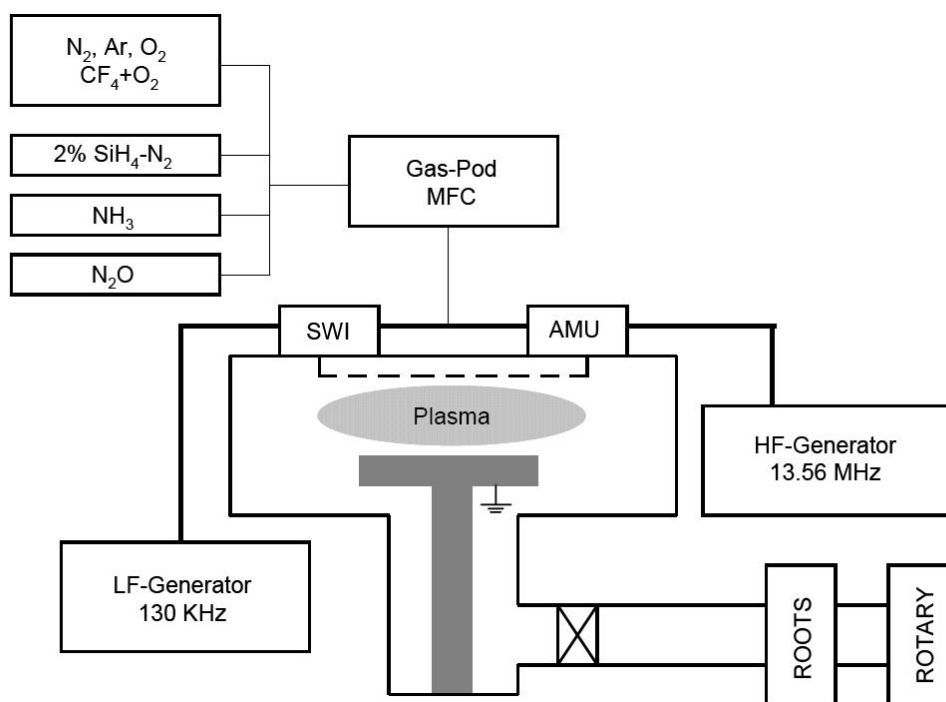 N₂, Ar, O₂
CF₄+O₂
2% SiH₄-N₂
NH₃
N₂O
Gas-Pod
MFC
SWI
AMU
Plasma
HF-Generator
13.56 MHz
LF-Generator
130 KHz
ROOTS
ROTARY